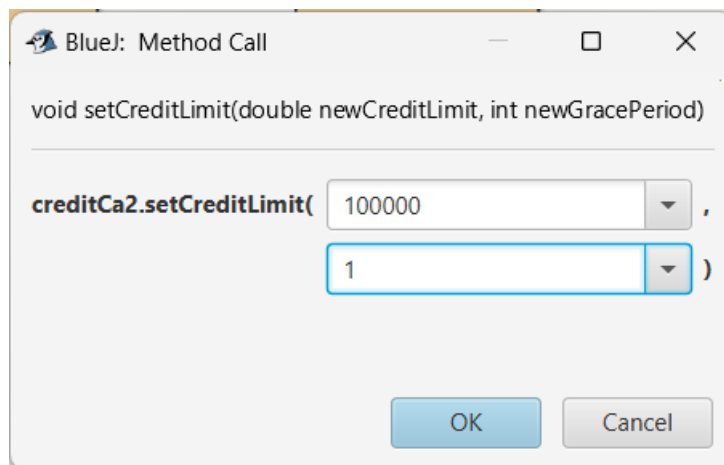 BlueJ: Method Call
void setCreditLimit(double newCreditLimit, int newGracePeriod)
creditCa2.setCreditLimit( 100000 ,
1 )
OK Cancel